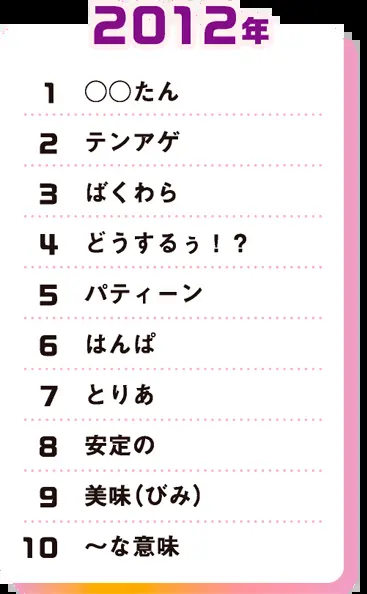 2012年
1 ○○たん
2 テンアゲ
3 ばくわら
4 どうするぅ！？
5 パティーン
6 はんぱ
7 とりあ
8 安定の
9 美味(びみ)
10 〜な意味